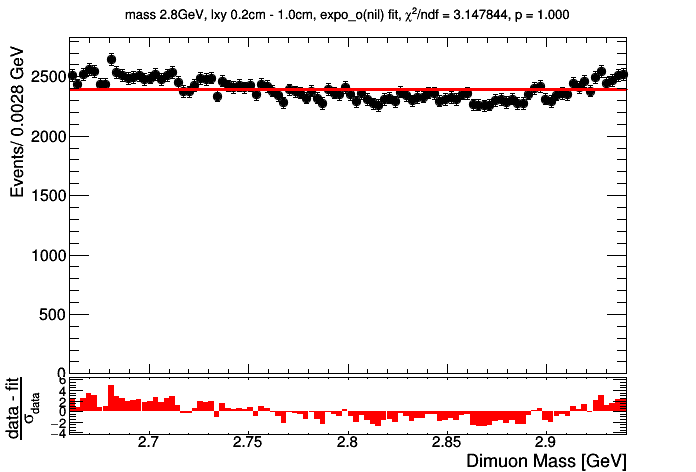 mass 2.8GeV, lxy 0.2cm - 1.0cm, expo_o(nil) fit, χ²/ndf = 3.147844, p = 1.000
Events/ 0.0028 GeV
2500
2000
1500
1000
500
0
data - fit
σdata
6
4
2
0
−2
−4
2.7 2.75 2.8 2.85 2.9
Dimuon Mass [GeV]